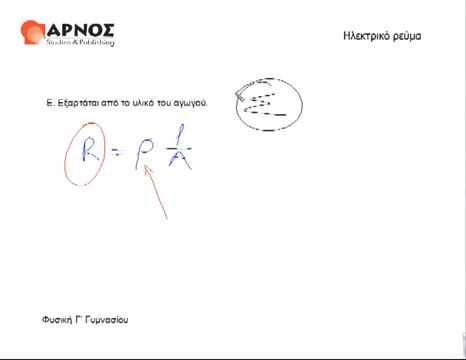 ΑΡΝΟΣ
Studies & Publishing
Ηλεκτρικό ρεύμα
Ε. Εξαρτάται από το υλικό του αγωγού.
R = ρ l/A
Φυσική Γ' Γυμνασίου